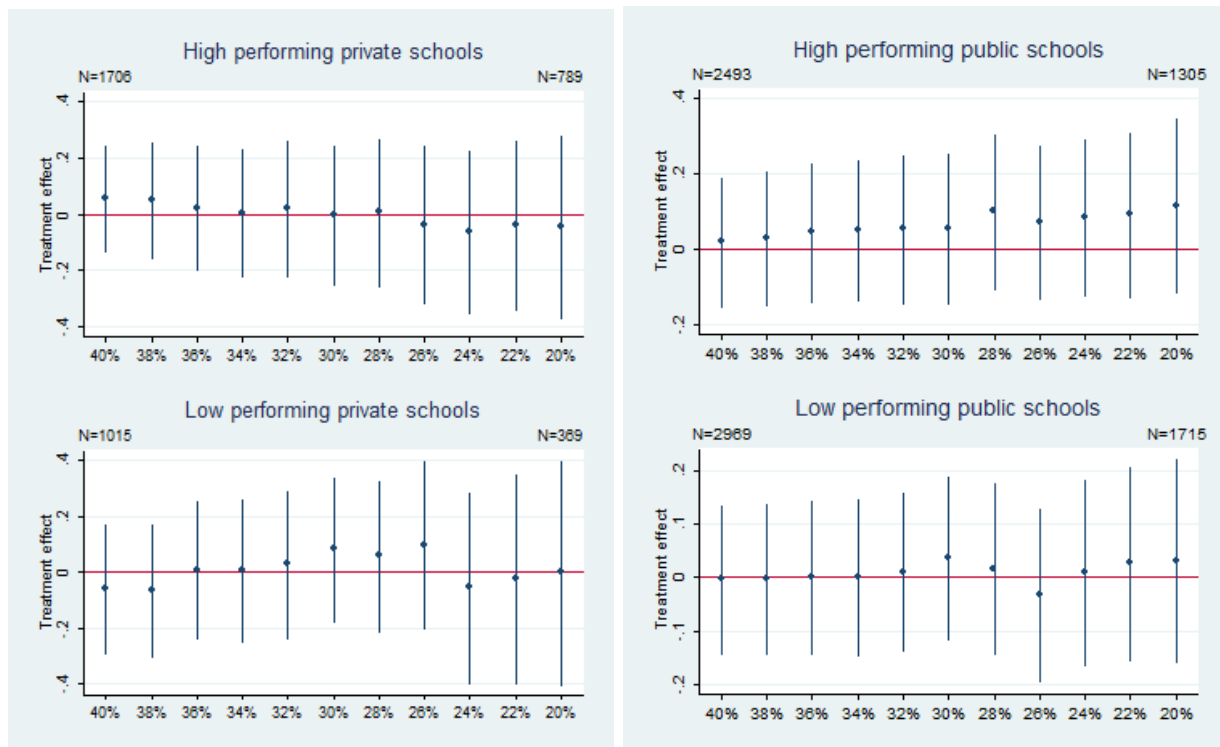 High performing private schools
N=1706 N=789
Treatment effect
.4
.2
0
-.2
-.4
40% 38% 36% 34% 32% 30% 28% 26% 24% 22% 20%
High performing public schools
N=2493 N=1305
Treatment effect
.4
.2
0
-.2
40% 38% 36% 34% 32% 30% 28% 26% 24% 22% 20%
Low performing private schools
N=1015 N=369
Treatment effect
.4
.2
0
-.2
-.4
40% 38% 36% 34% 32% 30% 28% 26% 24% 22% 20%
Low performing public schools
N=2969 N=1715
Treatment effect
.2
.1
0
-.1
-.2
40% 38% 36% 34% 32% 30% 28% 26% 24% 22% 20%